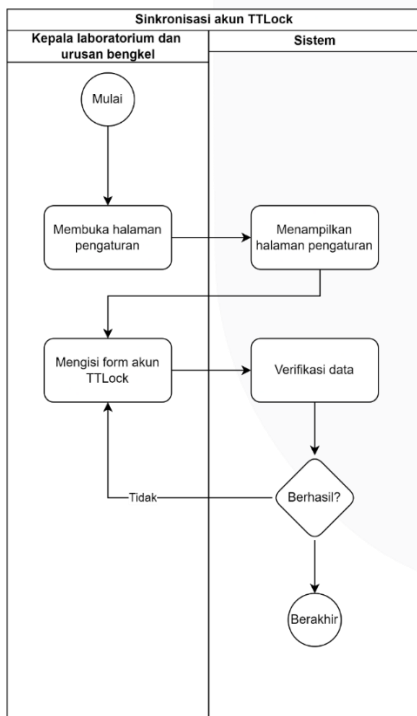 Sinkronisasi akun TTLock
Kepala laboratorium dan
urusan bengkel
Sistem
Mulai
Membuka halaman
pengaturan
Menampilkan
halaman pengaturan
Mengisi form akun
TTLock
Verifikasi data
Tidak
Berhasil?
Berakhir